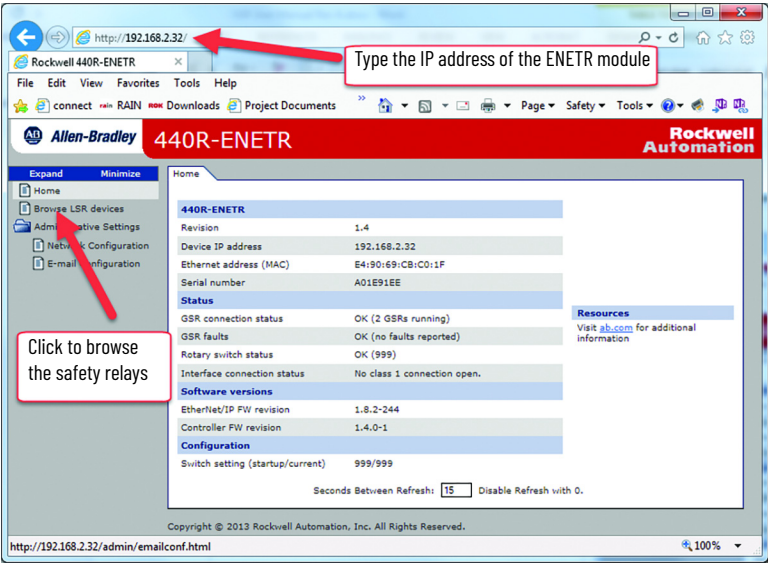 http://192.168.2.32/
Rockwell 440R-ENETR
Type the IP address of the ENETR module
File Edit View Favorites Tools Help
connect RAIN Downloads Project Documents Page Safety Tools
AB Allen-Bradley 440R-ENETR Rockwell Automation
Expand Minimize
Home
Browse LSR devices
Administrative Settings
Network Configuration
E-mail Configuration
Click to browse
the safety relays
Home
440R-ENETR
Revision 1.4
Device IP address 192.168.2.32
Ethernet address (MAC) E4:90:69:CB:C0:1F
Serial number A01E91EE
Status
GSR connection status OK (2 GSRs running)
GSR faults OK (no faults reported)
Rotary switch status OK (999)
Interface connection status No class 1 connection open.
Software versions
EtherNet/IP FW revision 1.8.2-244
Controller FW revision 1.4.0-1
Configuration
Switch setting (startup/current) 999/999
Seconds Between Refresh: 15 Disable Refresh with 0.
Resources
Visit ab.com for additional
information
Copyright © 2013 Rockwell Automation, Inc. All Rights Reserved.
http://192.168.2.32/admin/emailconf.html
100%